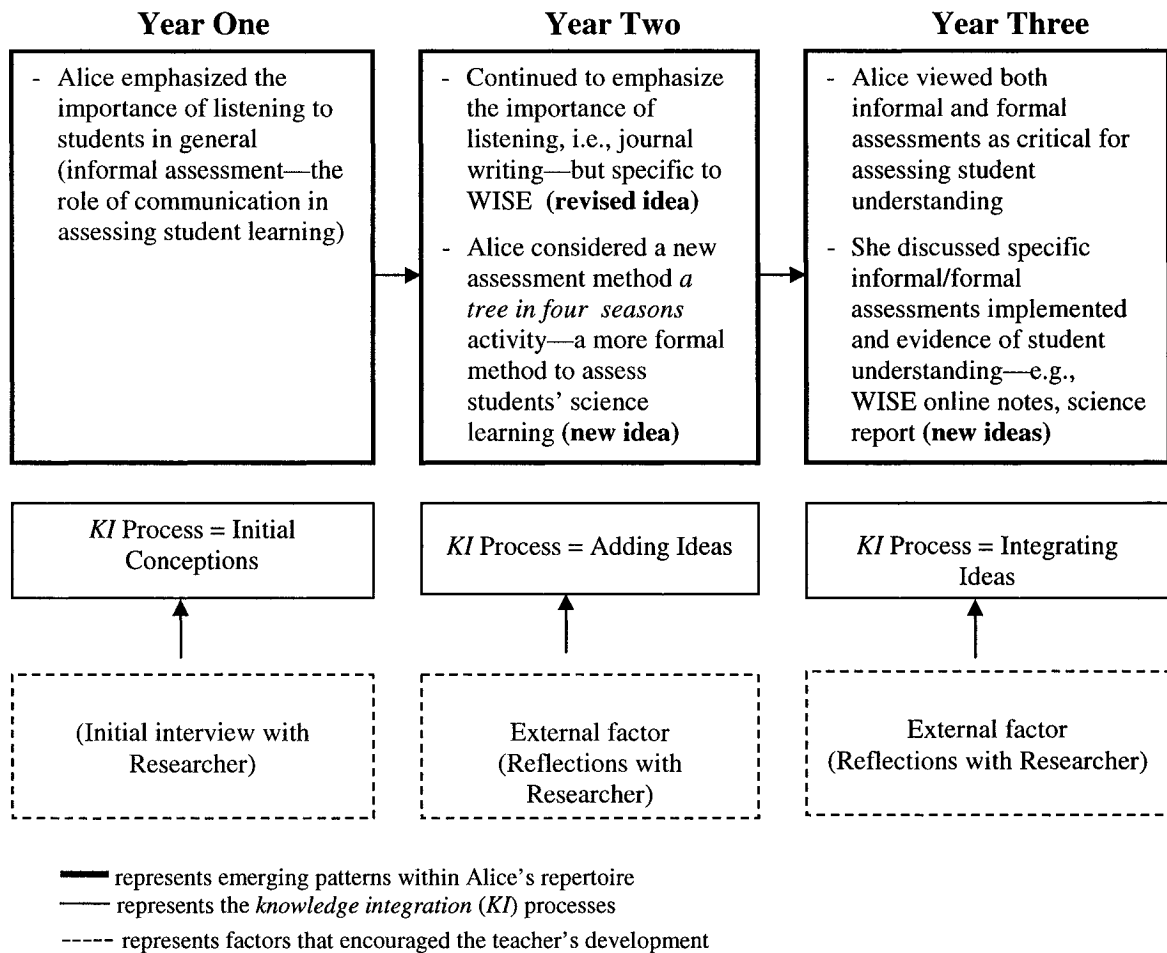 Year One
- Alice emphasized the
importance of listening to
students in general
(informal assessment—the
role of communication in
assessing student learning)
Year Two
- Continued to emphasize
the importance of
listening, i.e., journal
writing—but specific to
WISE (revised idea)
- Alice considered a new
assessment method a
tree in four seasons
activity—a more formal
method to assess
students' science
learning (new idea)
Year Three
- Alice viewed both
informal and formal
assessments as critical for
assessing student
understanding
- She discussed specific
informal/formal
assessments implemented
and evidence of student
understanding—e.g.,
WISE online notes, science
report (new ideas)
KI Process = Initial
Conceptions
KI Process = Adding Ideas
KI Process = Integrating
Ideas
(Initial interview with
Researcher)
External factor
(Reflections with
Researcher)
External factor
(Reflections with Researcher)
represents emerging patterns within Alice's repertoire
represents the knowledge integration (KI) processes
represents factors that encouraged the teacher's development